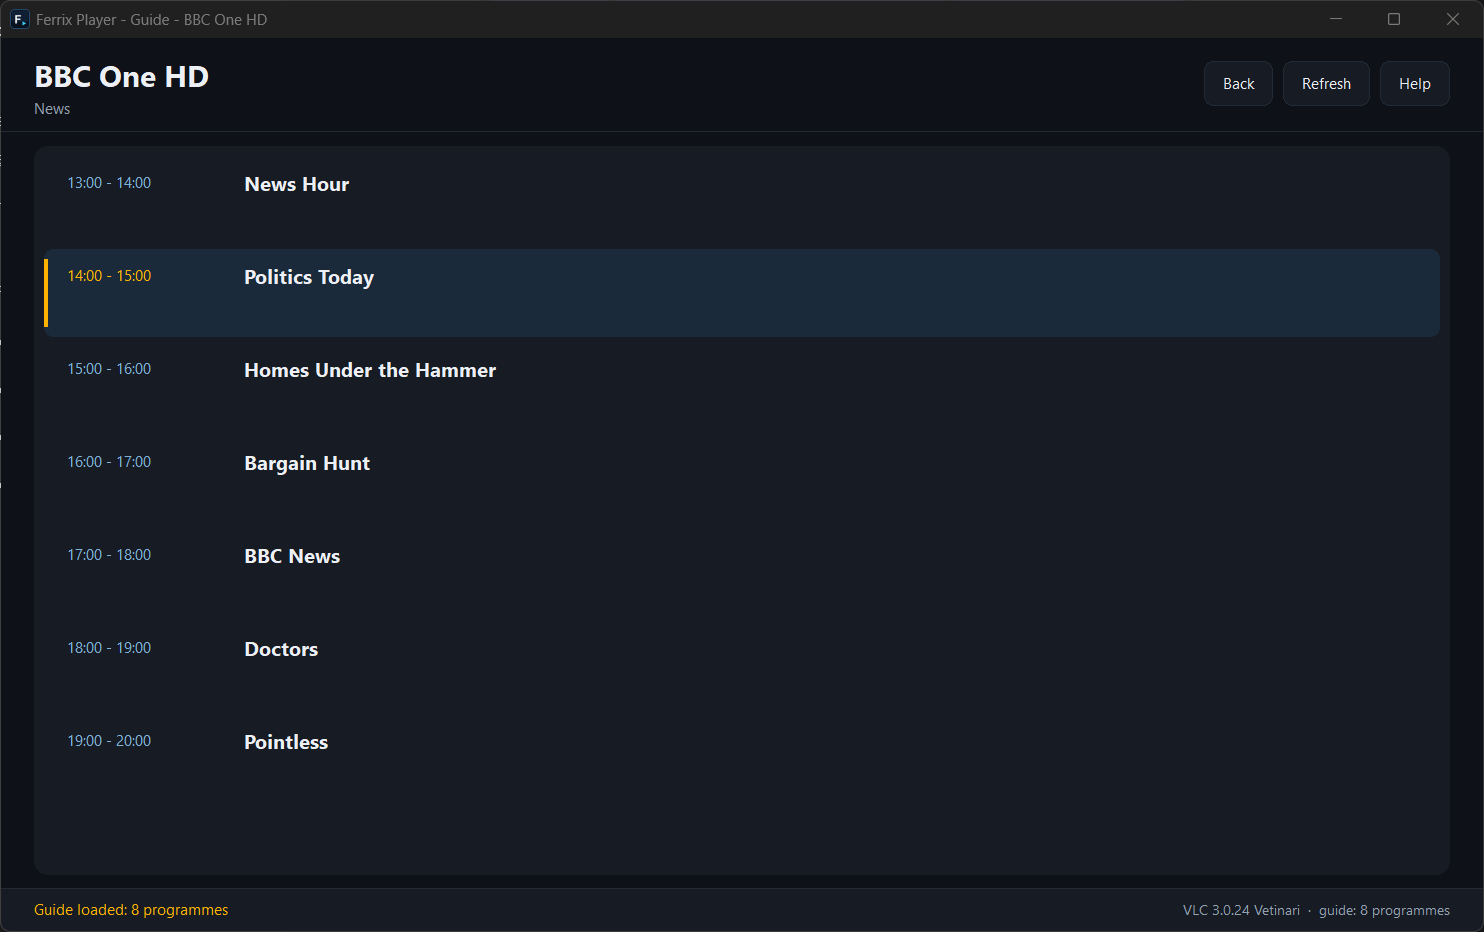 Ferrix Player - Guide - BBC One HD
BBC One HD
News
Back
Refresh
Help
13:00 - 14:00 News Hour
14:00 - 15:00 Politics Today
15:00 - 16:00 Homes Under the Hammer
16:00 - 17:00 Bargain Hunt
17:00 - 18:00 BBC News
18:00 - 19:00 Doctors
19:00 - 20:00 Pointless
Guide loaded: 8 programmes
VLC 3.0.24 Vetinari · guide: 8 programmes